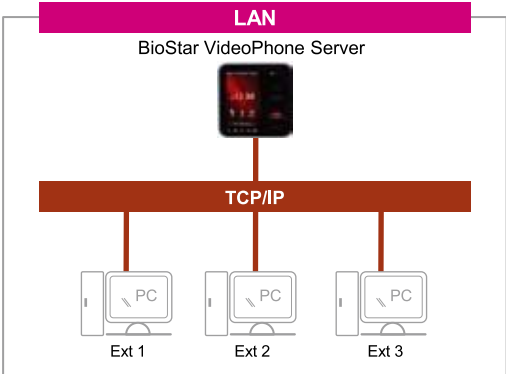 LAN
BioStar VideoPhone Server
TCP/IP
PC
PC
PC
Ext 1
Ext 2
Ext 3